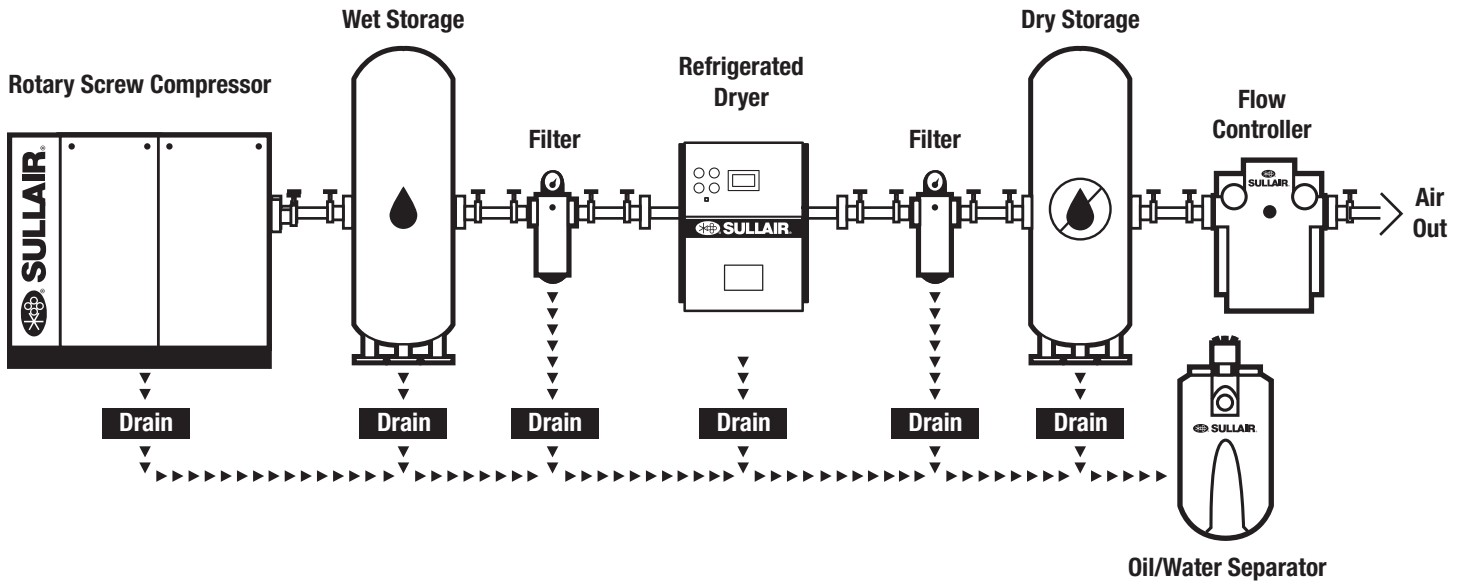 Wet Storage
Dry Storage
Rotary Screw Compressor
Refrigerated
Dryer
Flow
Controller
Filter
Filter
SULLAIR®
SULLAIR
SULLAIR
Air
Out
Drain
Drain
Drain
Drain
Drain
Drain
SULLAIR
Oil/Water Separator